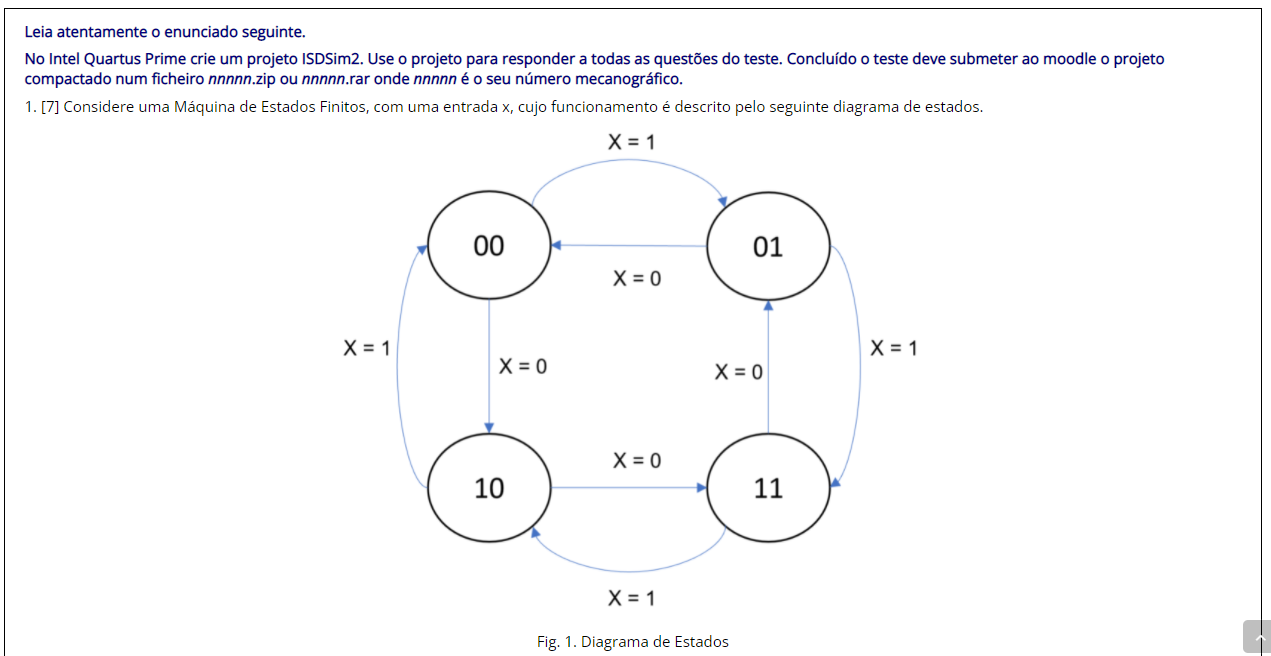 Leia atentamente o enunciado seguinte.
No Intel Quartus Prime crie um projeto ISDSim2. Use o projeto para responder a todas as questões do teste. Concluído o teste deve submeter ao moodle o projeto
compactado num ficheiro nnnnn.zip ou nnnnn.rar onde nnnnn é o seu número mecanográfico.
1. [7] Considere uma Máquina de Estados Finitos, com uma entrada x, cujo funcionamento é descrito pelo seguinte diagrama de estados.
X = 1
00
01
X = 0
X = 1
X = 0
X = 0
X = 1
X = 0
10
11
X = 1
Fig. 1. Diagrama de Estados